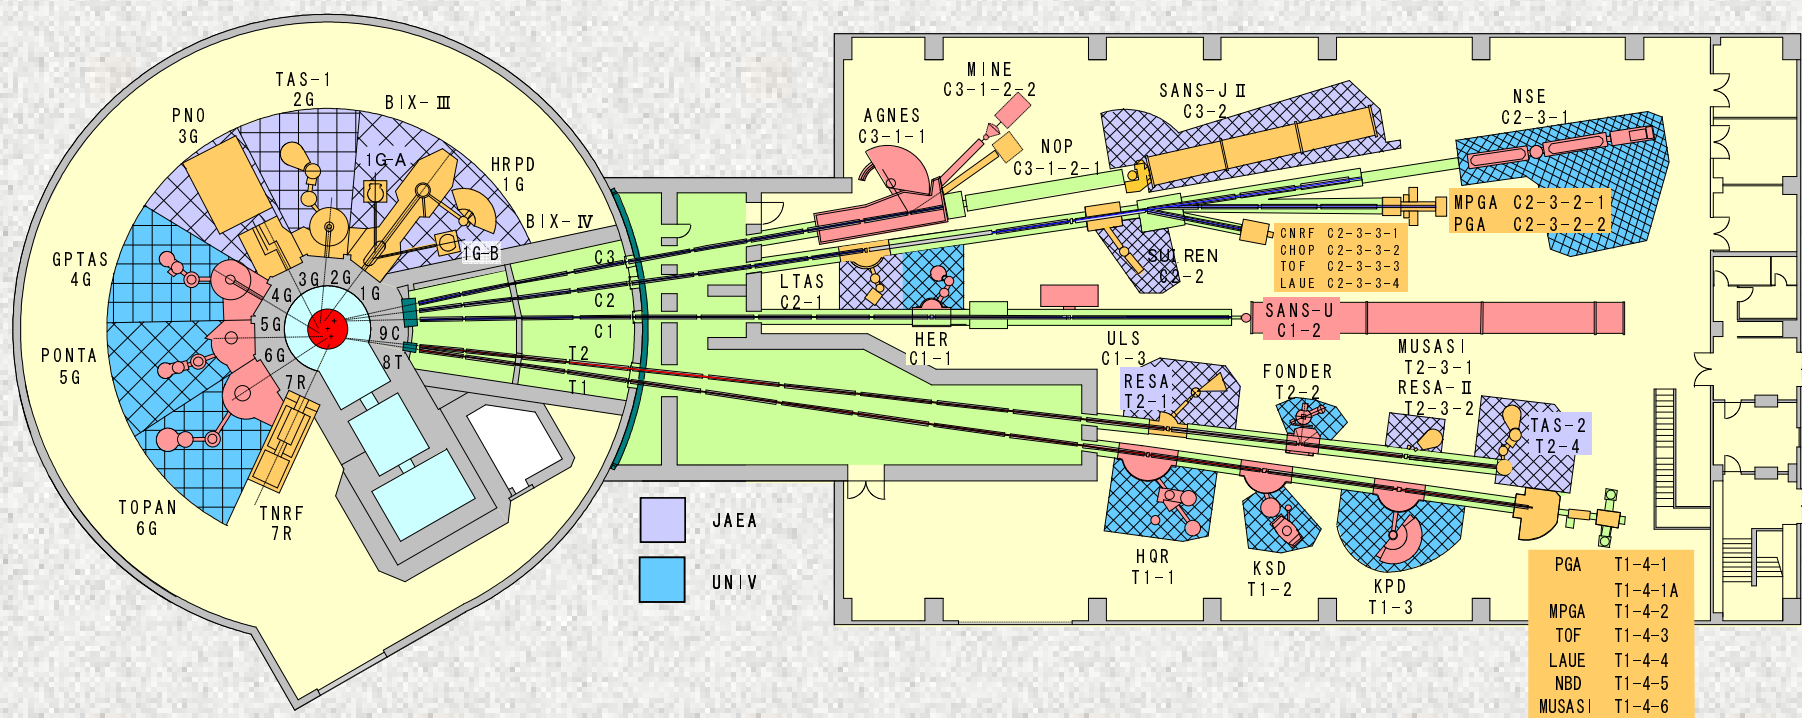 TAS-1
2G
BIX-Ⅲ
PNO
3G
1G-A
HRPD
1G
BIX-Ⅳ
1G-B
GPTAS
4G
PONTA
5G
TOPAN
6G
TNRF
7R
3G
2G
1G
4G
5G
6G
7R
9C
8T
C3
C2
C1
T2
T1
MINE
C3-1-2-2
AGNES
C3-1-1
NOP
C3-1-2-1
SANS-JⅡ
C3-2
NSE
C2-3-1
MPGA C2-3-2-1
PGA C2-3-2-2
CNRF C2-3-3-1
CHOP C2-3-3-2
TOF C2-3-3-3
LAUE C2-3-3-4
SUIREN
C2-2
LTAS
C2-1
HER
C1-1
ULS
C1-3
SANS-U
C1-2
RESA
T2-1
FONDER
T2-2
MUSASI
T2-3-1
RESA-Ⅱ
T2-3-2
TAS-2
T2-4
HQR
T1-1
KSD
T1-2
KPD
T1-3
PGA T1-4-1
T1-4-1A
MPGA T1-4-2
TOF T1-4-3
LAUE T1-4-4
NBD T1-4-5
MUSASI T1-4-6
JAEA
UNIV